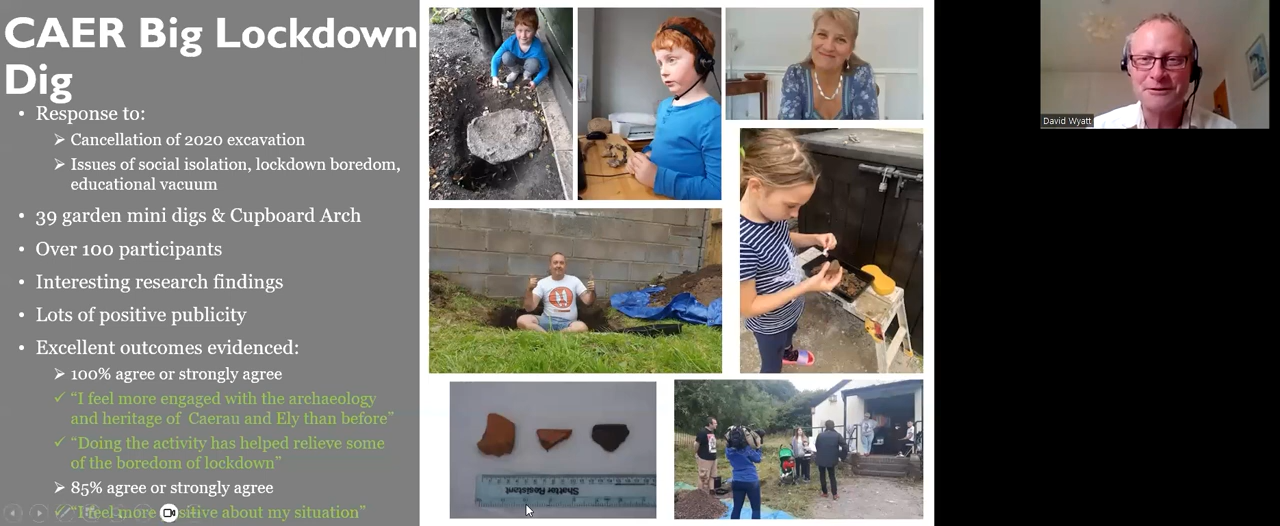 CAER Big Lockdown
Dig
• Response to:
➢ Cancellation of 2020 excavation
➢ Issues of social isolation, lockdown boredom,
educational vacuum
• 39 garden mini digs & Cupboard Arch
• Over 100 participants
• Interesting research findings
• Lots of positive publicity
• Excellent outcomes evidenced:
➢ 100% agree or strongly agree
✓ “I feel more engaged with the archaeology
and heritage of Caerau and Ely than before”
✓ “Doing the activity has helped relieve some
of the boredom of lockdown”
➢ 85% agree or strongly agree
“I feel more about my situation”
Shatter Resistant
David Wyatt